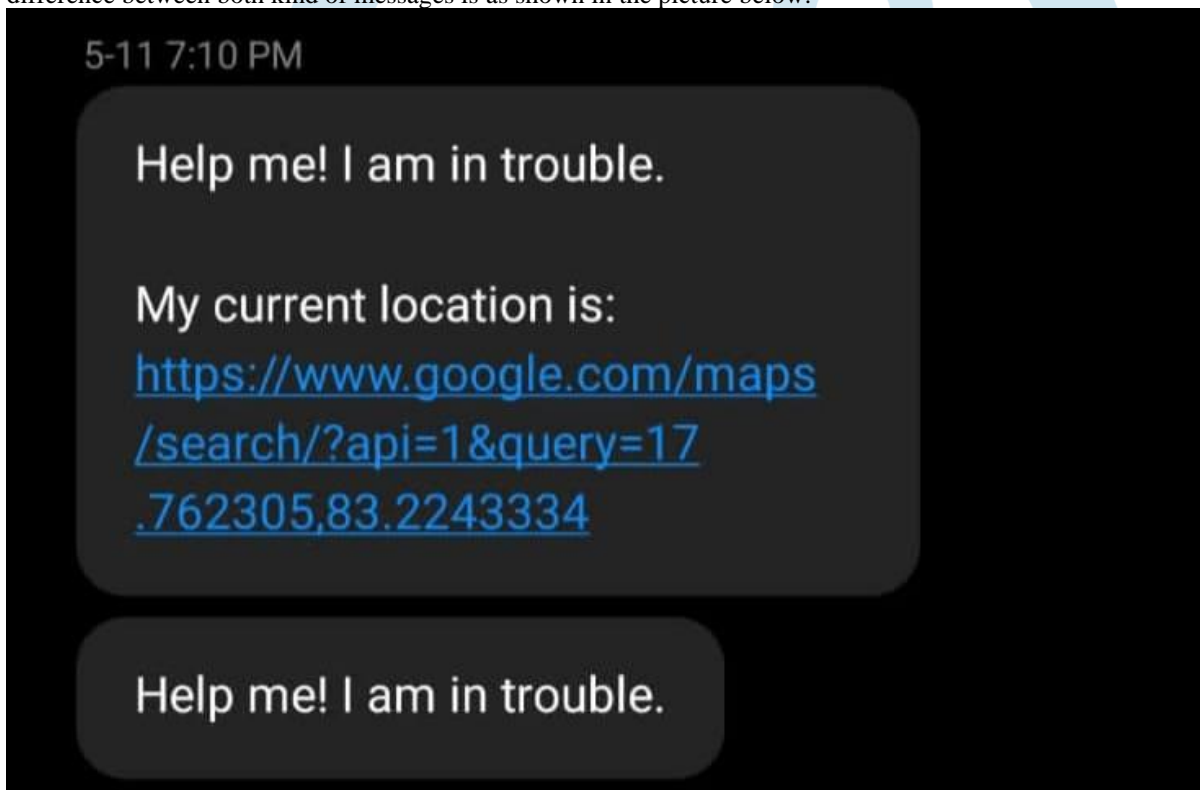 difference between both kind of messages is as shown in the picture below:
5-11 7:10 PM
Help me! I am in trouble.
My current location is:
https://www.google.com/maps
/search/?api=1&query=17
.762305,83.2243334
Help me! I am in trouble.